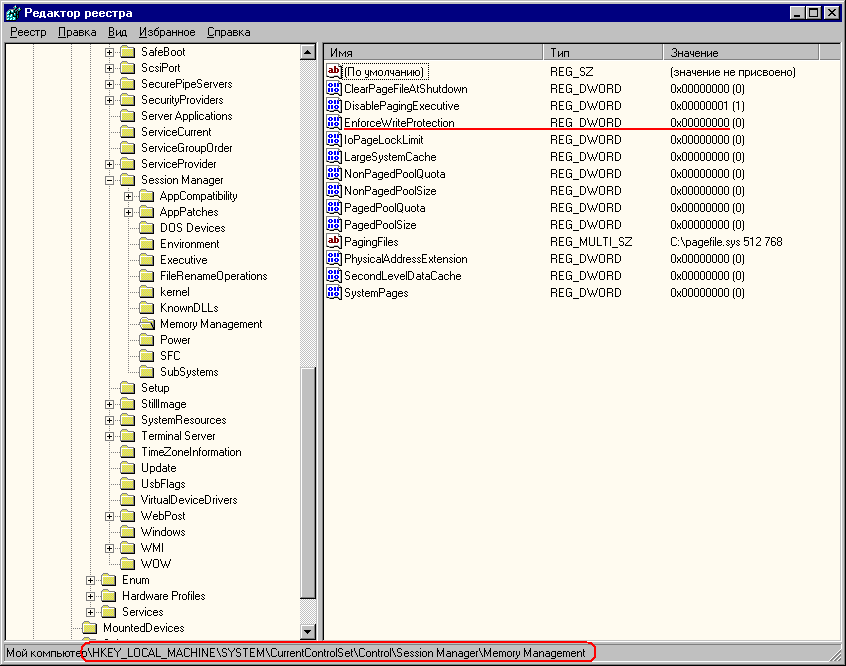 Редактор реестра
Реестр Правка Вид Избранное Справка
SafeBoot
ScsiPort
SecurePipeServers
SecurityProviders
Server Applications
ServiceCurrent
ServiceGroupOrder
ServiceProvider
Session Manager
AppCompatibility
AppPatches
DOS Devices
Environment
Executive
FileRenameOperations
kernel
KnownDLLs
Memory Management
Power
SFC
SubSystems
Setup
StillImage
SystemResources
Terminal Server
TimeZoneInformation
Update
UsbFlags
VirtualDeviceDrivers
WebPost
Windows
WMI
WOW
Enum
Hardware Profiles
Services
MountedDevices
Имя Тип Значение
(По умолчанию) REG_SZ (значение не присвоено)
ClearPageFileAtShutdown REG_DWORD 0x00000000 (0)
DisablePagingExecutive REG_DWORD 0x00000001 (1)
EnforceWriteProtection REG_DWORD 0x00000000 (0)
IoPageLockLimit REG_DWORD 0x00000000 (0)
LargeSystemCache REG_DWORD 0x00000000 (0)
NonPagedPoolQuota REG_DWORD 0x00000000 (0)
NonPagedPoolSize REG_DWORD 0x00000000 (0)
PagedPoolQuota REG_DWORD 0x00000000 (0)
PagedPoolSize REG_DWORD 0x00000000 (0)
PagingFiles REG_MULTI_SZ C:\pagefile.sys 512 768
PhysicalAddressExtension REG_DWORD 0x00000000 (0)
SecondLevelDataCache REG_DWORD 0x00000000 (0)
SystemPages REG_DWORD 0x00000000 (0)
Мой компьютер\HKEY_LOCAL_MACHINE\SYSTEM\CurrentControlSet\Control\Session Manager\Memory Management